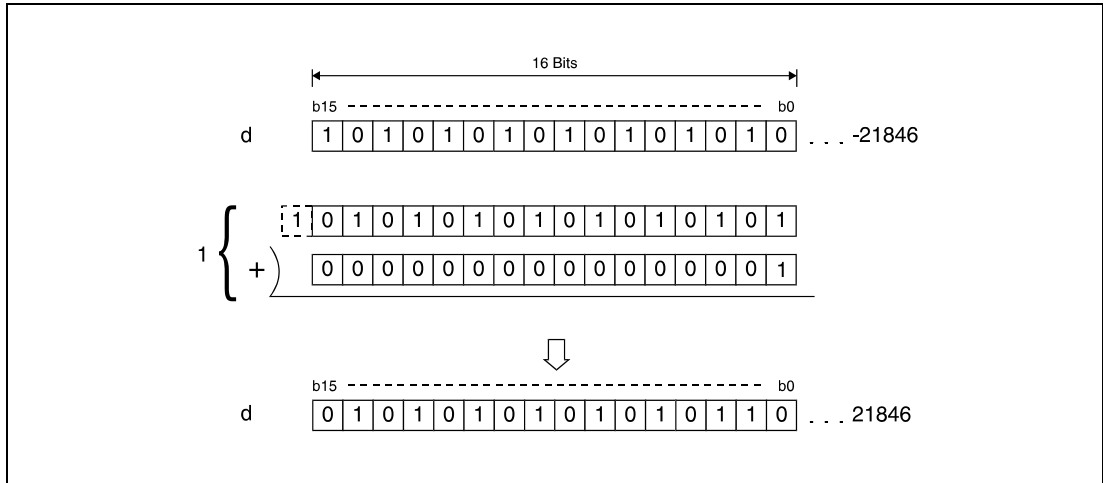 16 Bits
b15 b0
d 1 0 1 0 1 0 1 0 1 0 1 0 1 0 1 0 . . . -21846
1 0 1 0 1 0 1 0 1 0 1 0 1 0 1 0 1
1 { + ) 0 0 0 0 0 0 0 0 0 0 0 0 0 0 0 1
b15 b0
d 0 1 0 1 0 1 0 1 0 1 0 1 0 1 1 0 . . . 21846